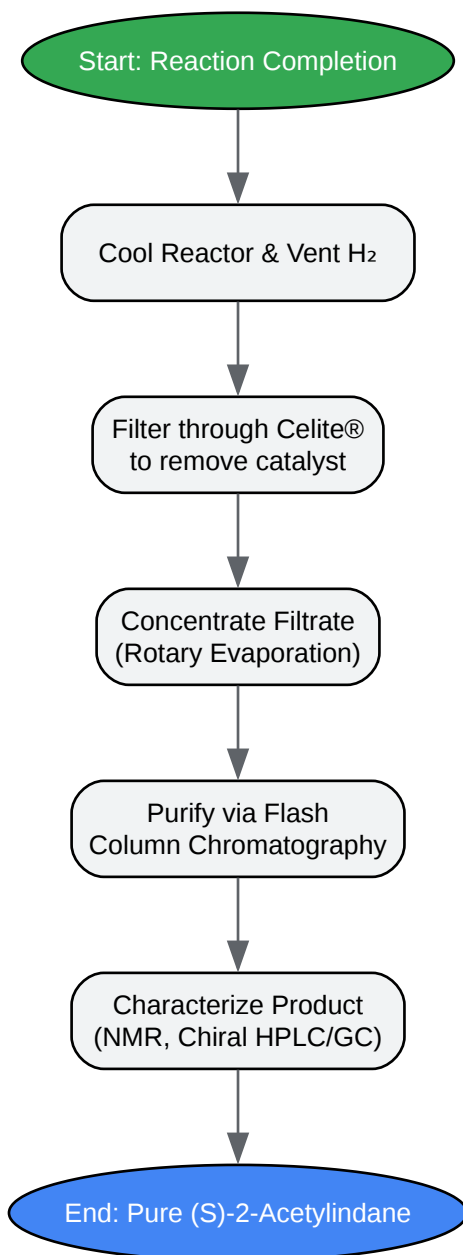 Start: Reaction Completion
Cool Reactor & Vent H₂
Filter through Celite®
to remove catalyst
Concentrate Filtrate
(Rotary Evaporation)
Purify via Flash
Column Chromatography
Characterize Product
(NMR, Chiral HPLC/GC)
End: Pure (S)-2-Acetylindane